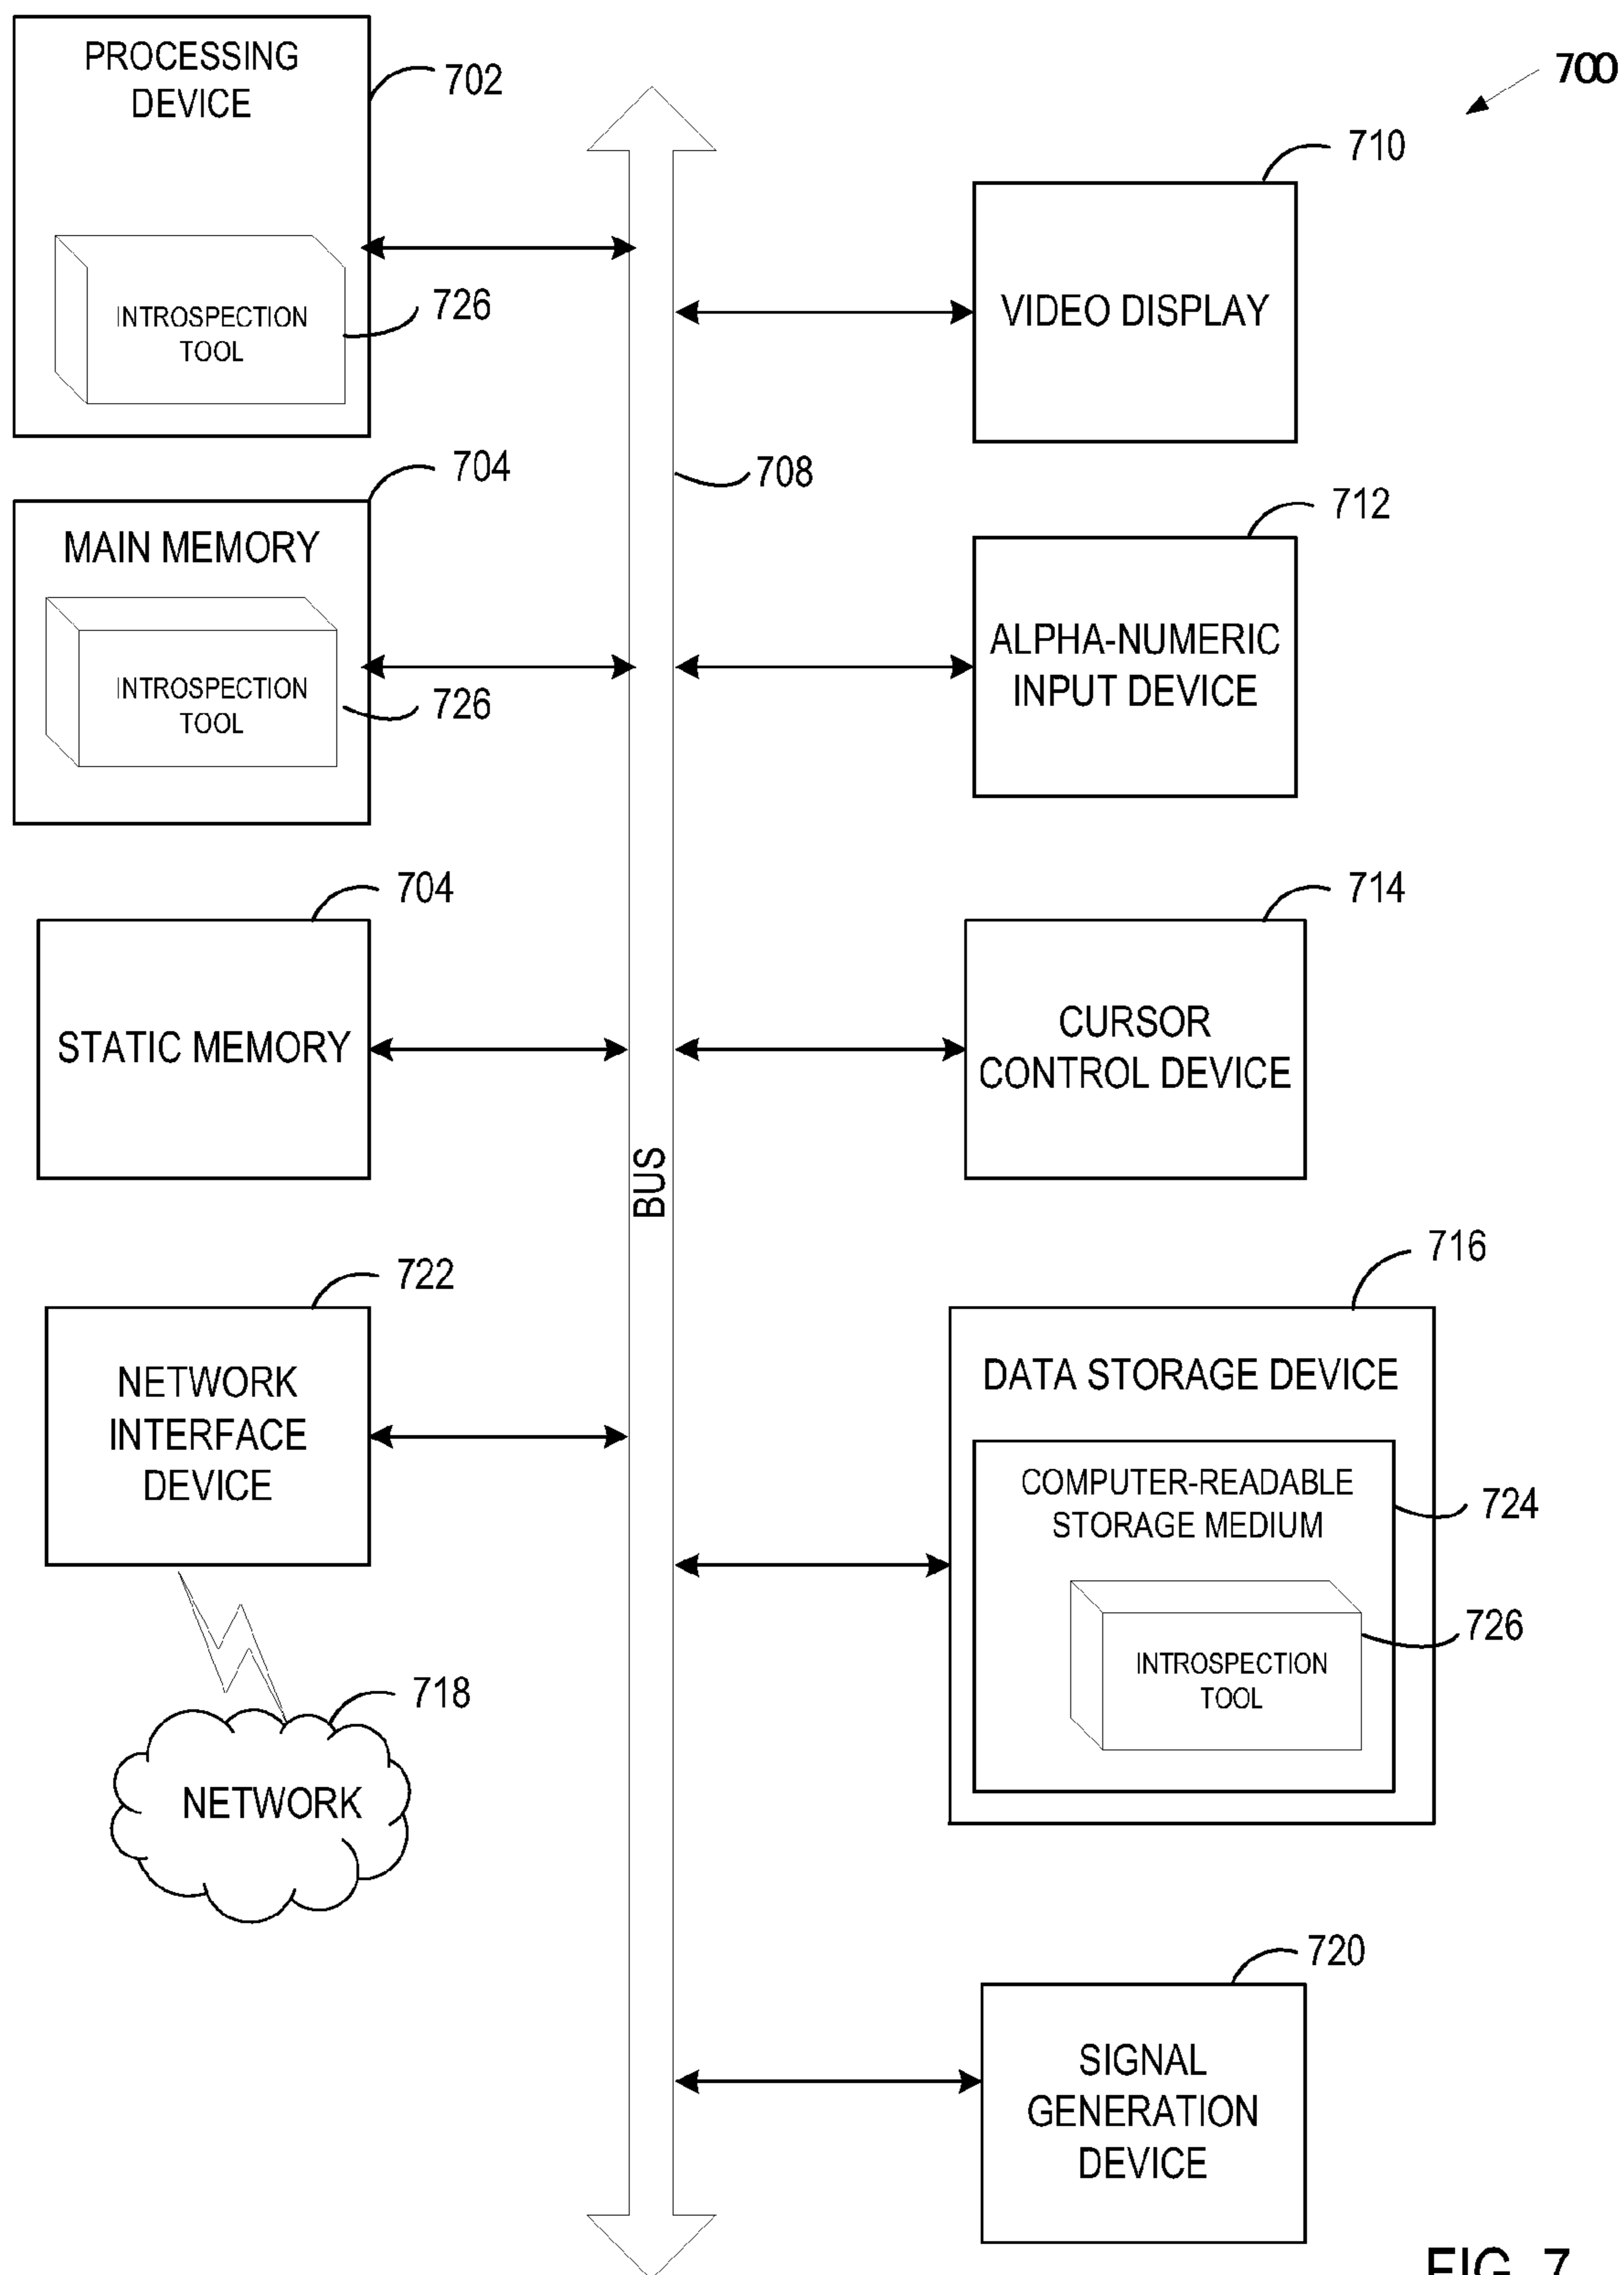 PROCESSING
DEVICE
702
INTROSPECTION
TOOL
726
700
710
VIDEO DISPLAY
704
MAIN MEMORY
INTROSPECTION
TOOL
726
708
712
ALPHA-NUMERIC
INPUT DEVICE
704
STATIC MEMORY
714
CURSOR
CONTROL DEVICE
BUS
722
NETWORK
INTERFACE
DEVICE
716
DATA STORAGE DEVICE
COMPUTER-READABLE
STORAGE MEDIUM
724
INTROSPECTION
TOOL
726
718
NETWORK
720
SIGNAL
GENERATION
DEVICE
FIG. 7